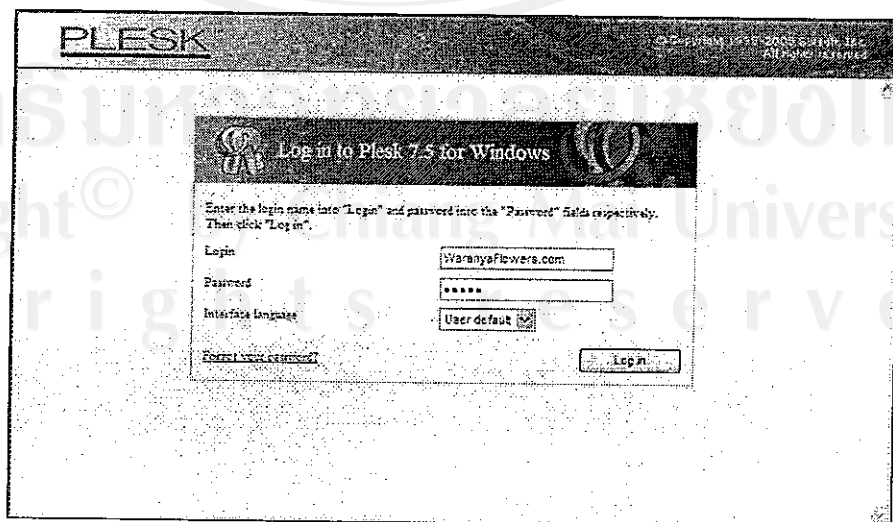 PLESK
Log in to Plesk 7.5 for Windows
Enter the login name into "Login" and password into the "Password" fields respectively.
Then click "Log in".
Login
WaranyaFlowers.com
Password
•••••
Interface language
User default
Forgot your password?
Log in